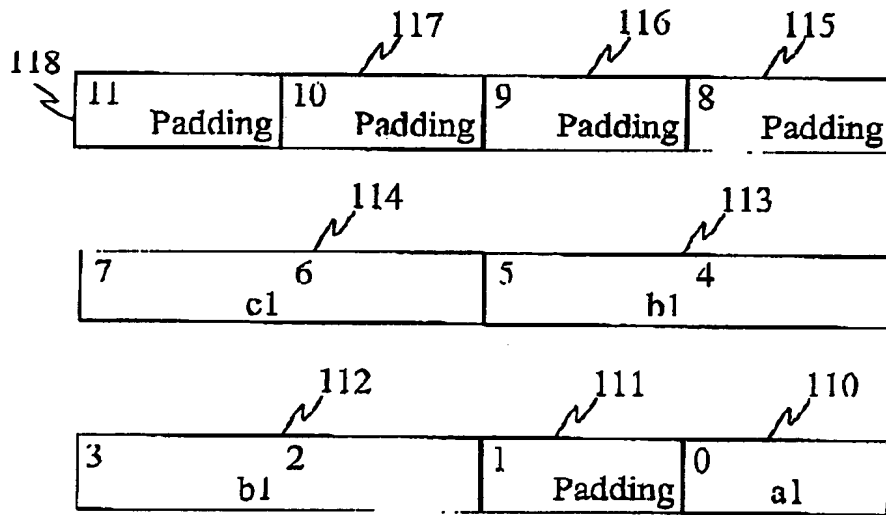 118 117 116 115
11 10 9 8
Padding Padding Padding Padding
114 113
7 6 5 4
c1 b1
112 111 110
3 2 1 0
b1 Padding a1